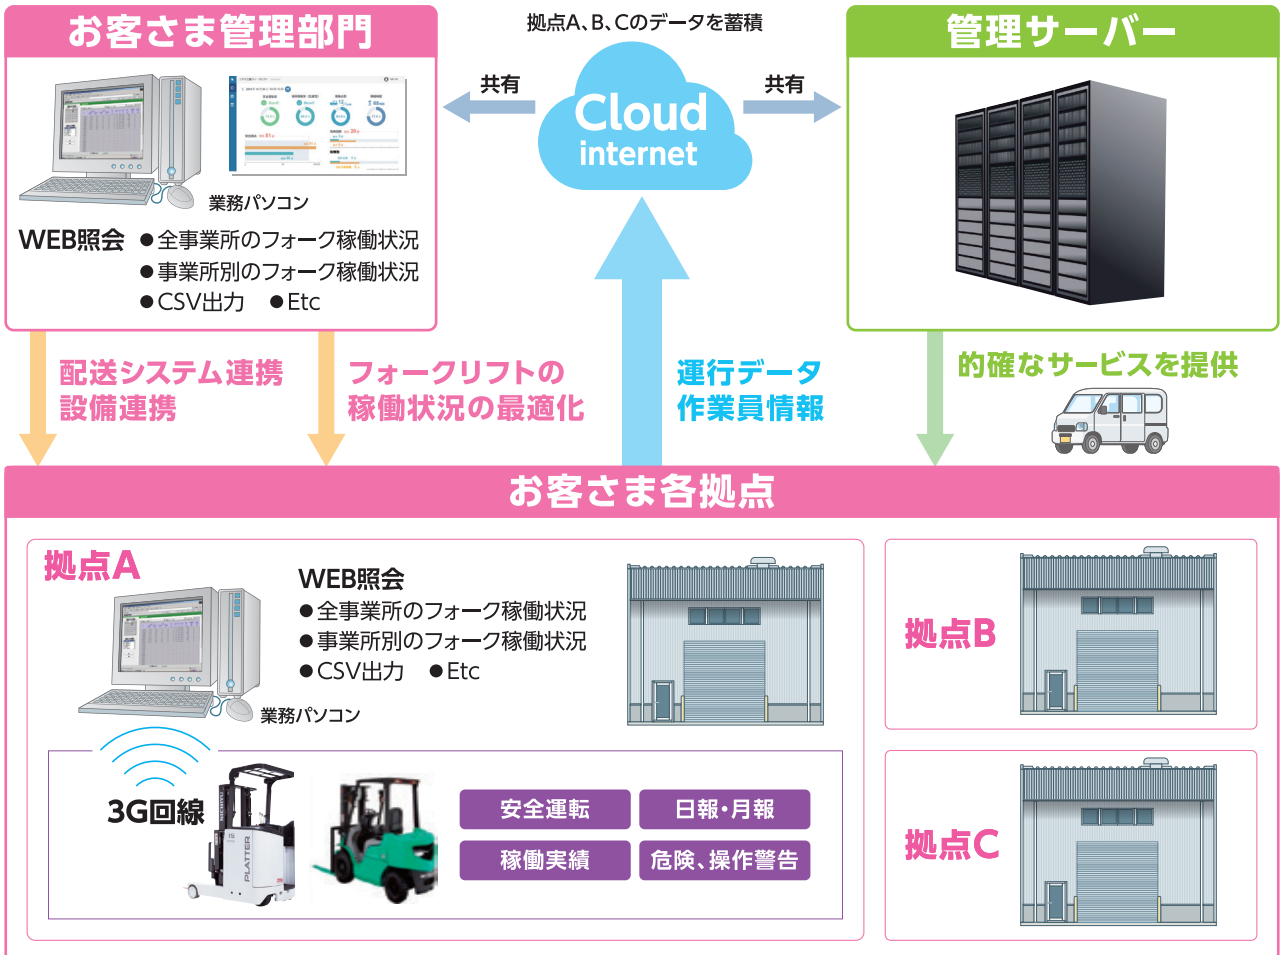 お客さま管理部門
拠点A、B、Cのデータを蓄積
管理サーバー
共有
共有
Cloud
internet
業務パソコン
WEB照会
●全事業所のフォーク稼働状況
●事業所別のフォーク稼働状況
●CSV出力 ●Etc
配送システム連携
設備連携
フォークリフトの
稼働状況の最適化
運行データ
作業員情報
的確なサービスを提供
お客さま各拠点
拠点A
WEB照会
●全事業所のフォーク稼働状況
●事業所別のフォーク稼働状況
●CSV出力 ●Etc
業務パソコン
3G回線
PLATTER
安全運転
日報・月報
稼働実績
危険、操作警告
拠点B
拠点C